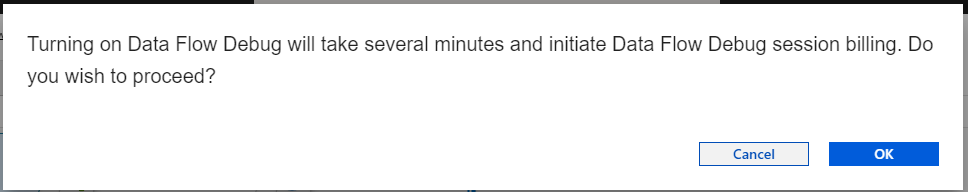 Turning on Data Flow Debug will take several minutes and initiate Data Flow Debug session billing. Do
you wish to proceed?
Cancel
OK